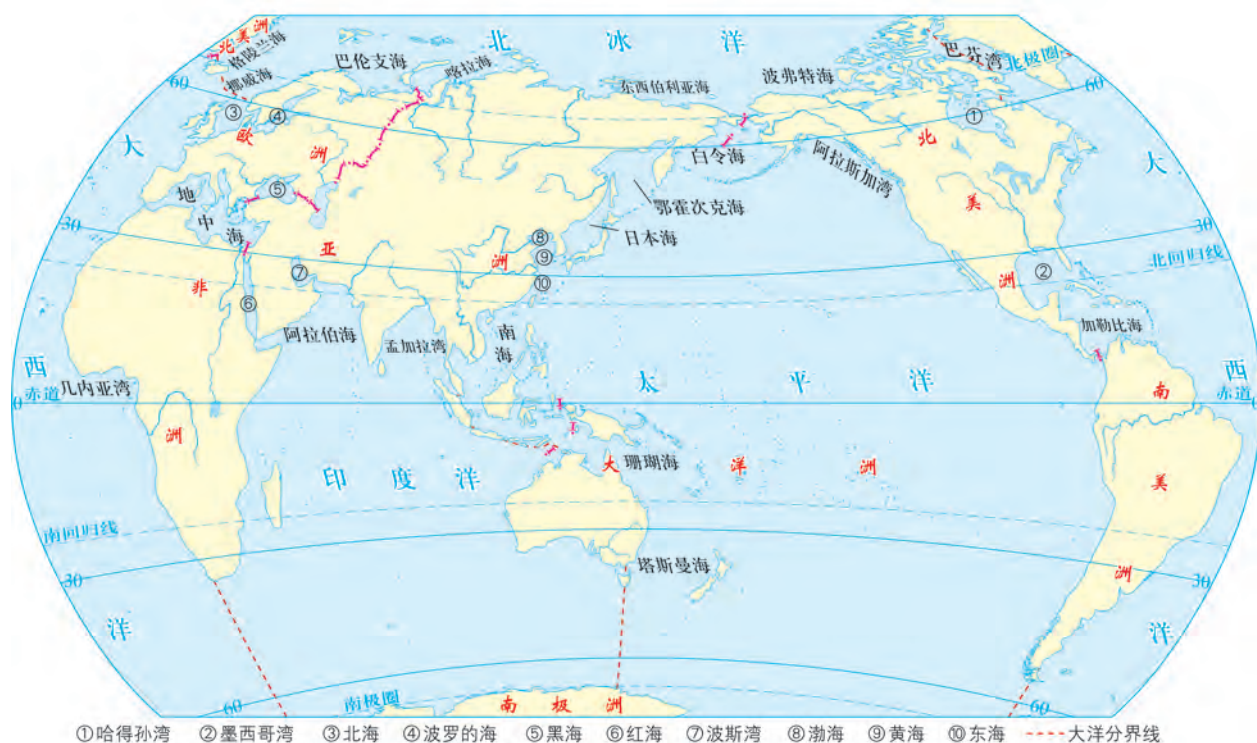 北美洲
格陵兰海
挪威海
巴伦支海
喀拉海
北冰洋
东西伯利亚海
波弗特海
巴芬湾
北极圈
60
60
③
④
①
大
欧洲
白令海
阿拉斯加湾
北美洲
大
地中海
⑤
鄂霍次克海
日本海
30
30
亚洲
⑧
⑨
⑩
⑦
②
北回归线
非洲
⑥
阿拉伯海
孟加拉湾
南海
加勒比海
西
几内亚湾
太平洋
西
赤道
赤道
0
0
南美洲
印度洋
大洋洲
珊瑚海
南回归线
塔斯曼海
30
30
洋
洋
南极圈
60
60
南极洲
①哈得孙湾 ②墨西哥湾 ③北海 ④波罗的海 ⑤黑海 ⑥红海 ⑦波斯湾 ⑧渤海 ⑨黄海 ⑩东海 大洋分界线